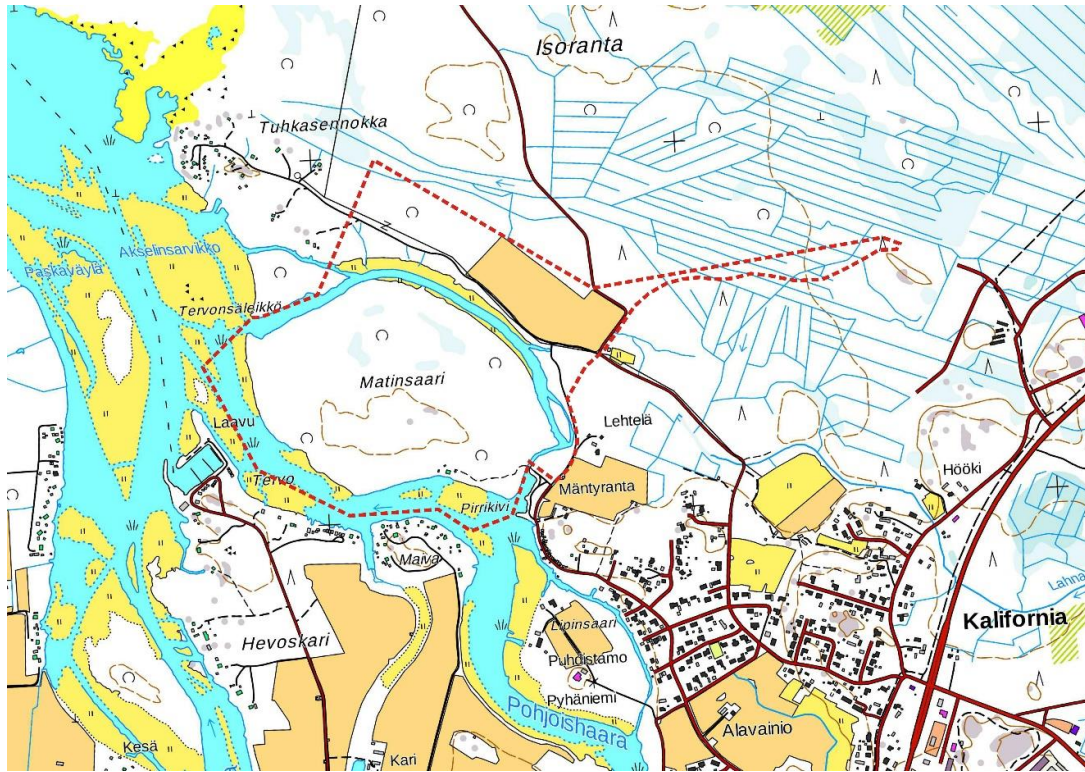 Isoranta
Tuhkasennokka
Akselinsarvikko
Paskaväylä
Tervonsäleikkö
Matinsaari
Laavu
Lehtelä
Hööki
Tervo
Mäntyranta
Pirrikivi
Maiva
Lahna
Kalifornia
Lipinsaari
Hevoskari
Puhdistamo
Pyhäniemi
Pohjoishaara
Alavainio
Kesä
Kari